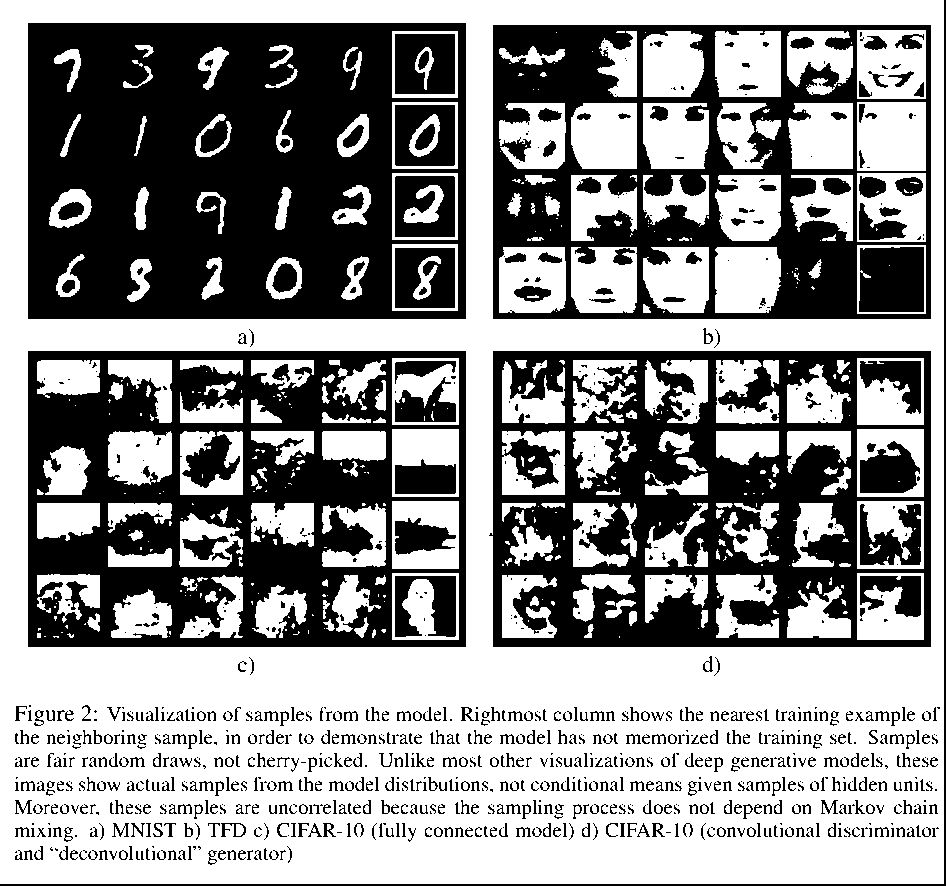 7 3 9 3 9 9
1 1 0 6 0 0
0 1 9 1 2 2
6 8 2 0 8 8
a)
b)
c)
d)
Figure 2: Visualization of samples from the model. Rightmost column shows the nearest training example of
the neighboring sample, in order to demonstrate that the model has not memorized the training set. Samples
are fair random draws, not cherry-picked. Unlike most other visualizations of deep generative models, these
images show actual samples from the model distributions, not conditional means given samples of hidden units.
Moreover, these samples are uncorrelated because the sampling process does not depend on Markov chain
mixing. a) MNIST b) TFD c) CIFAR-10 (fully connected model) d) CIFAR-10 (convolutional discriminator
and “deconvolutional” generator)